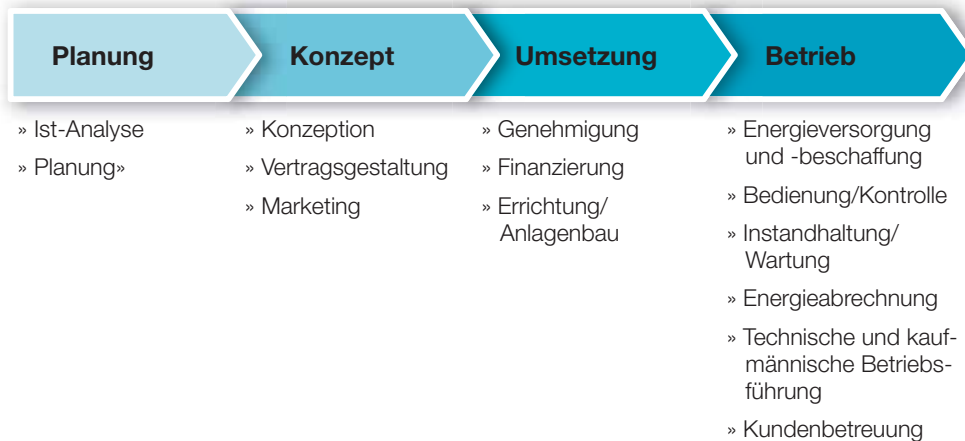 Planung
Konzept
Umsetzung
Betrieb
» Ist-Analyse
» Planung»
» Konzeption
» Vertragsgestaltung
» Marketing
» Genehmigung
» Finanzierung
» Errichtung/
Anlagenbau
» Energieversorgung
und -beschaffung
» Bedienung/Kontrolle
» Instandhaltung/
Wartung
» Energieabrechnung
» Technische und kauf-
männische Betriebs-
führung
» Kundenbetreuung